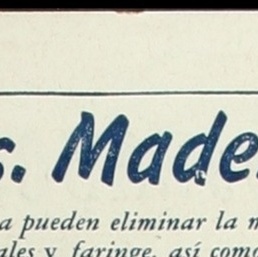 s. Made
a pueden eliminar la m
ales y faringe, así como